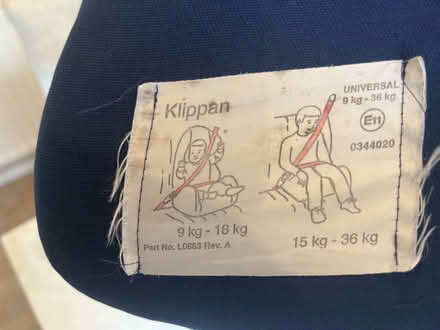 Klippan
UNIVERSAL
9 kg - 36 kg
E11
0344020
9 kg - 18 kg
Part No. L0883 Rev. A
15 kg - 36 kg